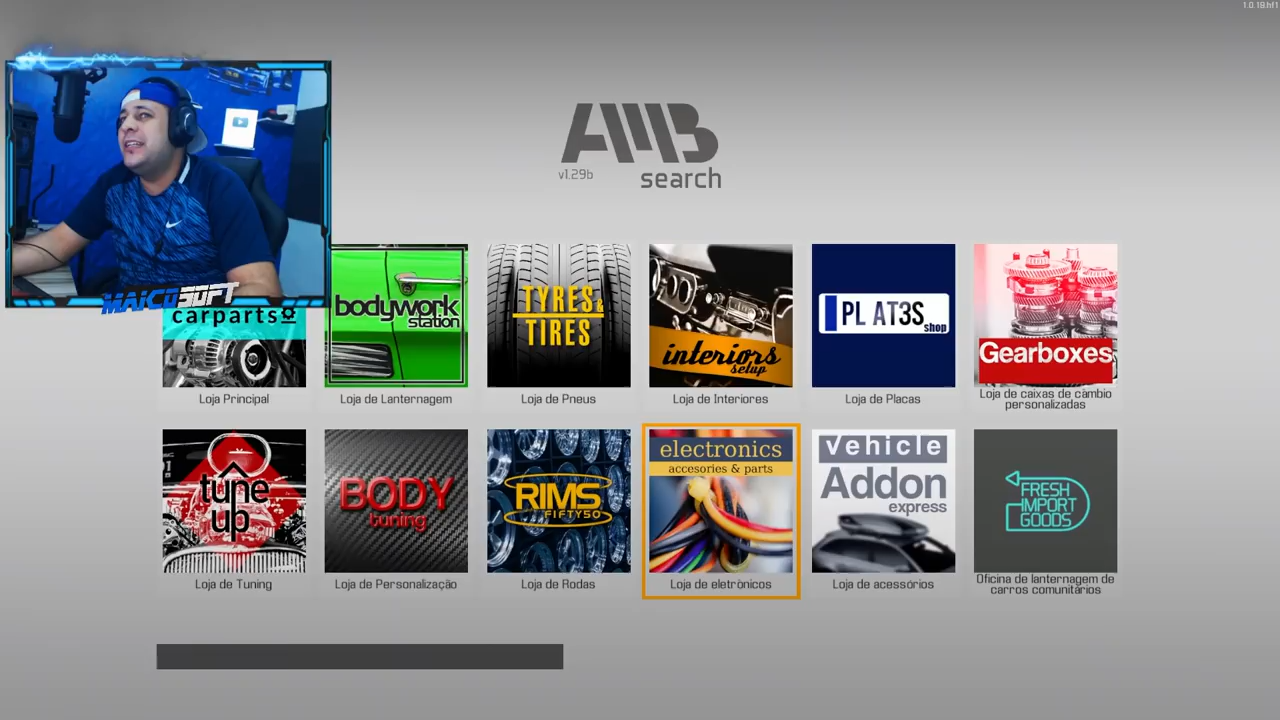 1.0.18.hf1
AMB
v1.29b
search
MAICOSOFT
carparts
bodywork
station
TYRES&
TIRES
interiors
setup
PL AT3S
shop
Gearboxes
Loja Principal
Loja de Lanternagem
Loja de Pneus
Loja de Interiores
Loja de Placas
Loja de caixas de câmbio
personalizadas
tune
up
BODY
tuning
RIMS
FIFTY50
electronics
accesories & parts
vehicle
Addon
express
FRESH
IMPORT
GOODS
Loja de Tuning
Loja de Personalização
Loja de Rodas
Loja de eletrônicos
Loja de acessórios
Oficina de lanternagem de
carros comunitários